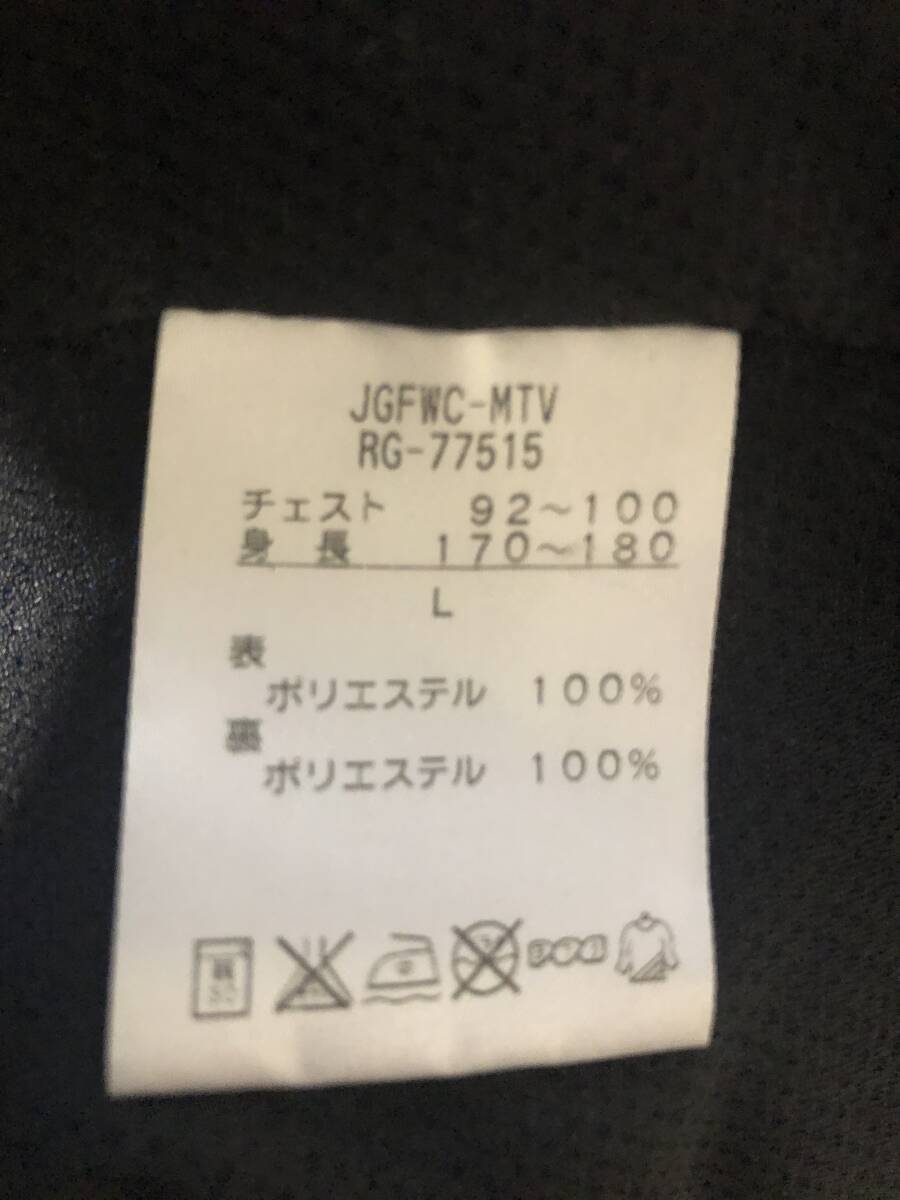 JGFWC-MTV
RG-77515
チェスト 92～100
身長 170～180
L
表
ポリエステル 100%
裏
ポリエステル 100%